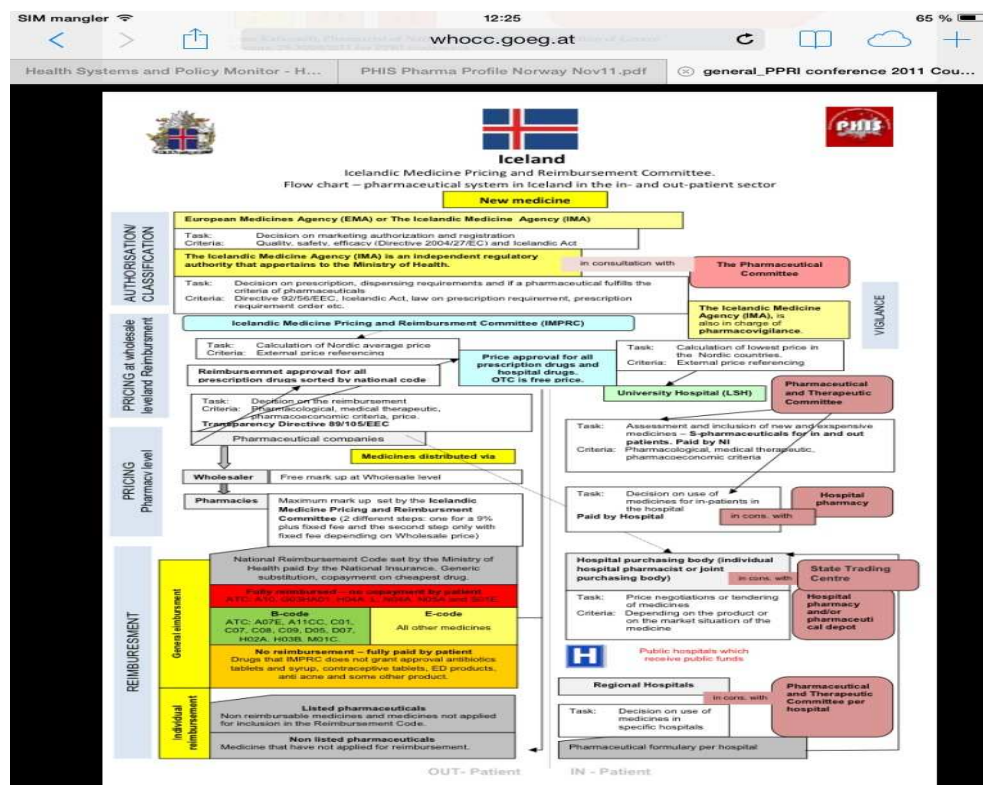 SIM mangler
12:25
65 %
whocc.goeg.at
Health Systems and Policy Monitor - H...
PHIS Pharma Profile Norway Nov11.pdf
general_PPRI conference 2011 Cou...
PHIS
Iceland
Icelandic Medicine Pricing and Reimbursement Committee.
Flow chart – pharmaceutical system in Iceland in the in- and out-patient sector
New medicine
AUTHORISATION/
CLASSIFICATION
European Medicines Agency (EMA) or The Icelandic Medicine Agency (IMA)
Task: Decision on marketing authorization and registration
Criteria: Quality, safety, efficacy (Directive 2004/27/EC) and Icelandic Act
The Icelandic Medicine Agency (IMA) is an independent regulatory
authority that appertains to the Ministry of Health.
in consultation with
The Pharmaceutical
Committee
Task: Decision on prescription, dispensing requirements and if a pharmaceutical fulfills the
criteria of pharmaceuticals
Criteria: Directive 92/56/EEC, Icelandic Act, law on prescription requirement, prescription
requirement order etc.
The Icelandic Medicine
Agency (IMA), is
also in charge of
pharmacovigilance.
VIGILANCE
PRICING at wholesale
leveland Reimbursment
Icelandic Medicine Pricing and Reimbursment Committee (IMPRC)
Task: Calculation of Nordic average price
Criteria: External price referencing
Price approval for all
prescription drugs and
hospital drugs.
OTC is free price.
Task: Calculation of lowest price in
the Nordic countries.
Criteria: External price referencing
Reimbursemnet approval for all
prescription drugs sorted by national code
University Hospital (LSH)
Pharmaceutical
and Therapeutic
Committee
Task: Decision on the reimbursement
Criteria: Pharmacological, medical therapeutic,
pharmacoeconomic criteria, price.
Transparency Directive 89/105/EEC
Task: Assessment and inclusion of new and exspensive
medicines – S-pharmaceuticals for in and out
patients. Paid by NI
Criteria: Pharmacological, medical therapeutic,
pharmacoeconomic criteria
PRICING
Pharmacy level
Pharmaceutical companies
Medicines distributed via
Wholesaler
Free mark up at Wholesale level
Pharmacies
Maximum mark up set by the Icelandic
Medicine Pricing and Reimbursment
Committee (2 different steps: one for a 9%
plus fixed fee and the second step only with
fixed fee depending on Wholesale price)
Task: Decision on use of
medicines for in-patients in
the hospital
Paid by Hospital
in cons. with
Hospital
pharmacy
REIMBURESMENT
General eimbursment
National Reimbursement Code set by the Ministry of
Health paid by the National Insurance. Generic
substitution, copayment on cheapest drug.
Fully reimbursed – no copayment by patient
B-code
ATC: A07E, A11CC, C01,
C07, C08, C09, D05, D07,
H02A, H03B. M01C.
E-code
All other medicines
No reimbursement – fully paid by patient
Drugs that IMPRC does not grant approval antibiotics
tablets and syrup, contraceptive tablets, ED products,
anti acne and some other product.
Hospital purchasing body (individual
hospital pharmacist or joint
purchasing body)
in cons. with
State Trading
Centre
Task: Price negotiations or tendering
of medicines
Criteria: Depending on the product or
on the market situation of the
medicine
Hospital
pharmacy
and/or
pharmaceuti
cal depot
H
Public hospitals which
receive public funds
Individual
reimbursement
Listed pharmaceuticals
Non reimbursable medicines and medicines not applied
for inclusion in the Reimbursement Code.
Non listed pharmaceuticals
Medicine that have not applied for reimbursement.
Regional Hospitals
in cons. with
Pharmaceutical
and Therapeutic
Committee per
hospital
Task: Decision on use of
medicines in
specific hospitals.
Pharmaceutical formulary per hospital
OUT- Patient
IN - Patient